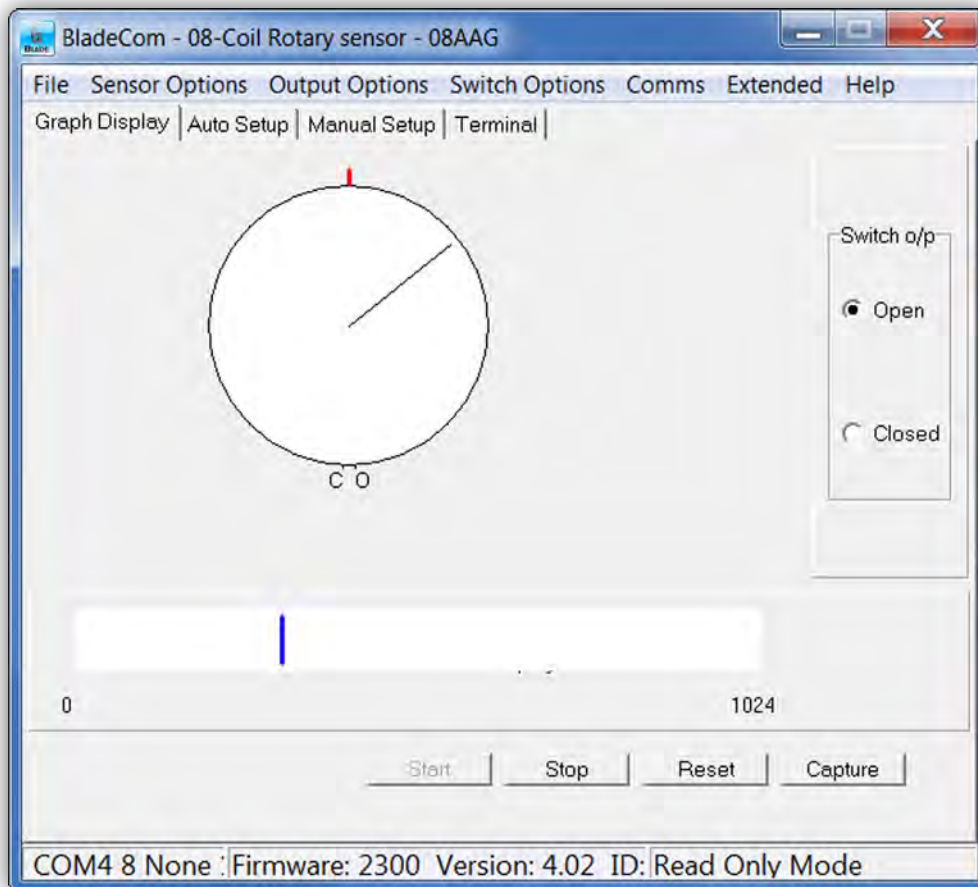 BladeCom - 08-Coil Rotary sensor - 08AAG
File Sensor Options Output Options Switch Options Comms Extended Help
Graph Display Auto Setup Manual Setup Terminal
Switch o/p
Open
Closed
C O
0 1024
Start Stop Reset Capture
COM4 8 None Firmware: 2300 Version: 4.02 ID: Read Only Mode